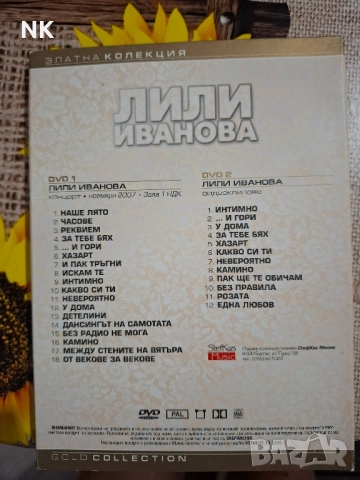 NK
ЗЛАТНА КОЛЕКЦИЯ
ЛИЛИ
ИВАНОВА
DVD 1
ЛИЛИ ИВАНОВА
концерт • ноември 2007 - Зала 1 НДК
1. НАШЕ ЛЯТО
2. ЧАСОВЕ
3. РЕКВИЕМ
4. ЗА ТЕБЕ БЯХ
5. ... И ГОРИ
6. ХАЗАРТ
7. И ПАК ТРЪГНИ
8. ИСКАМ ТЕ
9. ИНТИМНО
10. КАКВО СИ ТИ
11. НЕВЕРОЯТНО
12. У ДОМА
13. ДЕТЕЛИНИ
14. ДАНСИНГЪТ НА САМОТАТА
15. БЕЗ РАДИО НЕ МОГА
16. КАМИНО
17. МЕЖДУ СТЕНИТЕ НА ВЯТЪРА
18. ОТ ВЕКОВЕ ЗА ВЕКОВЕ
DVD 2
ЛИЛИ ИВАНОВА
видеоклипове
1. ИНТИМНО
2. ... И ГОРИ
3. У ДОМА
4. ЗА ТЕБЕ БЯХ
5. ХАЗАРТ
6. КАКВО СИ ТИ
7. НЕВЕРОЯТНО
8. КАМИНО
9. ПАК ЩЕ ТЕ ОБИЧАМ
10. БЕЗ ПРАВИЛА
11. РОЗАТА
12. ЕДНА ЛЮБОВ
Music
DVD PAL
ВНИМАНИЕ!
GOLD COLLECTION
bazar